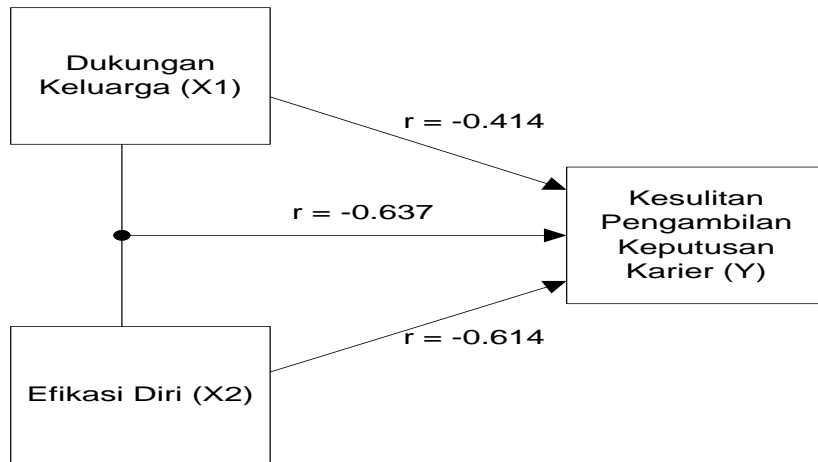 Dukungan
Keluarga (X1)
r = -0.414
Kesulitan
Pengambilan
Keputusan
Karier (Y)
r = -0.637
r = -0.614
Efikasi Diri (X2)